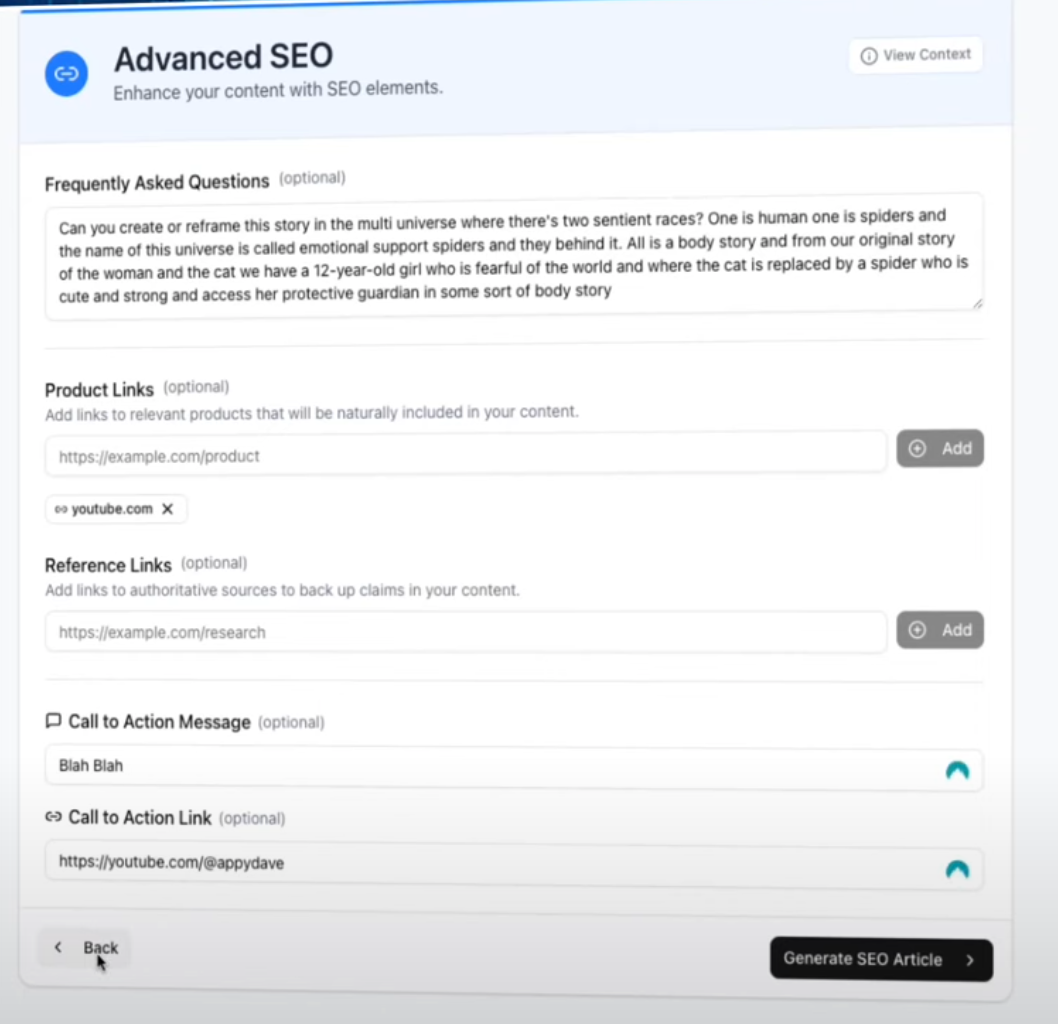 Advanced SEO
Enhance your content with SEO elements.
View Context
Frequently Asked Questions (optional)
Can you create or reframe this story in the multi universe where there's two sentient races? One is human one is spiders and
the name of this universe is called emotional support spiders and they behind it. All is a body story and from our original story
of the woman and the cat we have a 12-year-old girl who is fearful of the world and where the cat is replaced by a spider who is
cute and strong and access her protective guardian in some sort of body story
Product Links (optional)
Add links to relevant products that will be naturally included in your content.
https://example.com/product
Add
youtube.com
Reference Links (optional)
Add links to authoritative sources to back up claims in your content.
https://example.com/research
Add
Call to Action Message (optional)
Blah Blah
Call to Action Link (optional)
https://youtube.com/@appydave
Back
Generate SEO Article